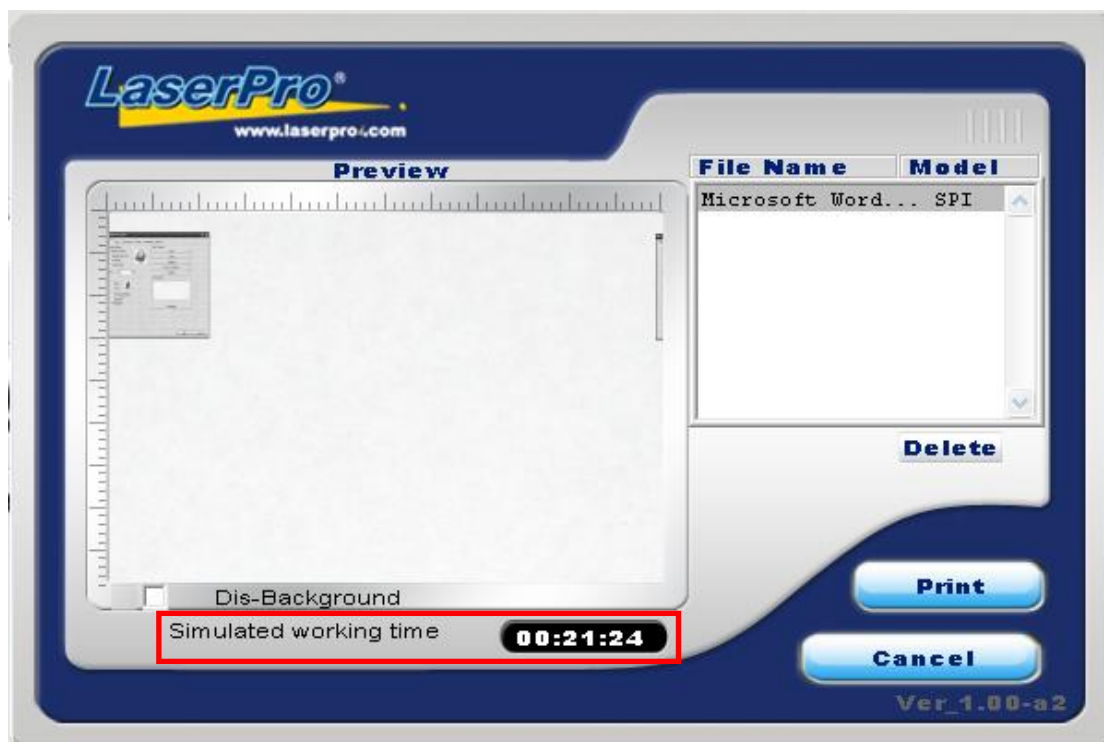 LaserPro®
www.laserpro.com
Preview
File Name Model
Microsoft Word... SPI
Delete
Dis-Background
Simulated working time 00:21:24
Print
Cancel
Ver_1.00-a2